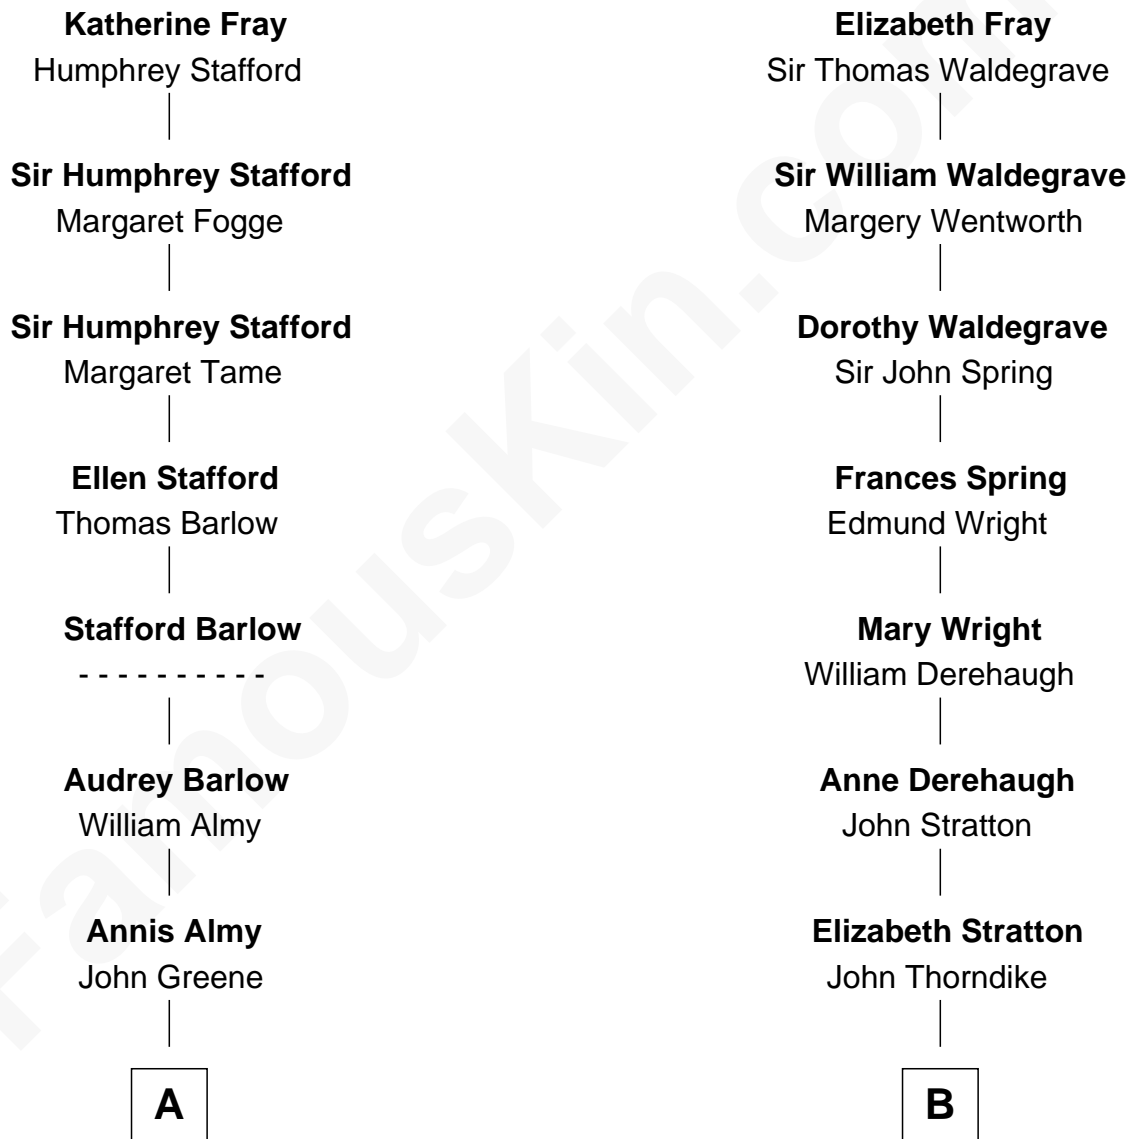 Katherine Fray
Humphrey Stafford
Sir Humphrey Stafford
Margaret Fogge
Sir Humphrey Stafford
Margaret Tame
Ellen Stafford
Thomas Barlow
Stafford Barlow
- - - - - - - - - -
Audrey Barlow
William Almy
Annis Almy
John Greene
A
Elizabeth Fray
Sir Thomas Waldegrave
Sir William Waldegrave
Margery Wentworth
Dorothy Waldegrave
Sir John Spring
Frances Spring
Edmund Wright
Mary Wright
William Derehaugh
Anne Derehaugh
John Stratton
Elizabeth Stratton
John Thorndike
B
FamousKin.com